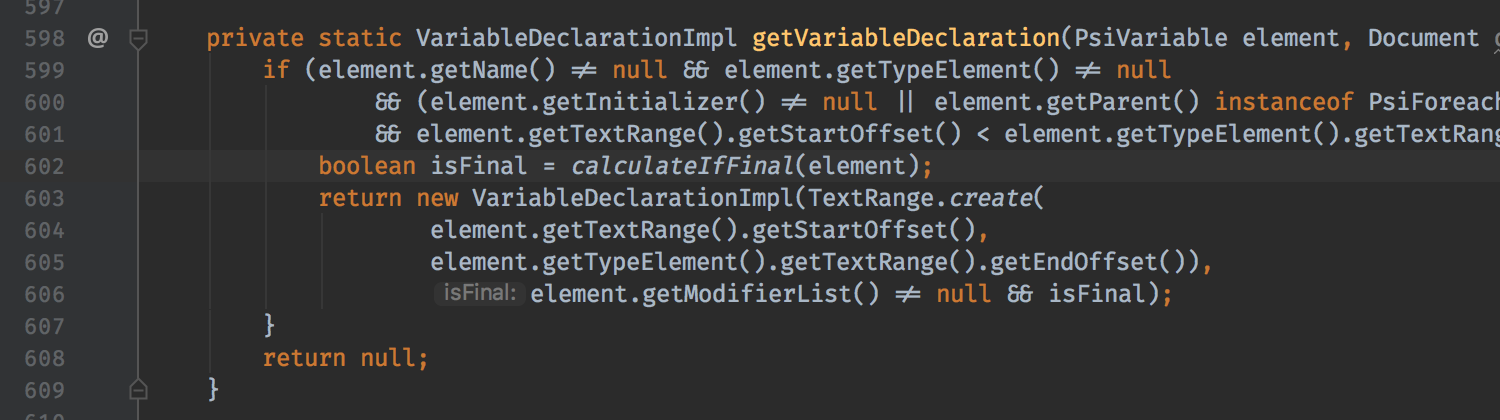 597
598 @ private static VariableDeclarationImpl getVariableDeclaration(PsiVariable element, Document
599 if (element.getName() != null && element.getTypeElement() != null
600 && (element.getInitializer() != null || element.getParent() instanceof PsiForeach
601 && element.getTextRange().getStartOffset() < element.getTypeElement().getTextRang
602 boolean isFinal = calculateIfFinal(element);
603 return new VariableDeclarationImpl(TextRange.create(
604 element.getTextRange().getStartOffset(),
605 element.getTypeElement().getTextRange().getEndOffset()),
606 isFinal: element.getModifierList() != null && isFinal);
607 }
608 return null;
609 }
610